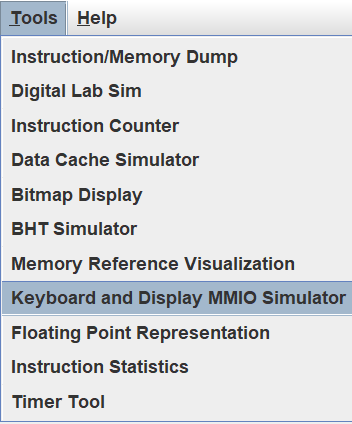 Tools Help
Instruction/Memory Dump
Digital Lab Sim
Instruction Counter
Data Cache Simulator
Bitmap Display
BHT Simulator
Memory Reference Visualization
Keyboard and Display MMIO Simulator
Floating Point Representation
Instruction Statistics
Timer Tool